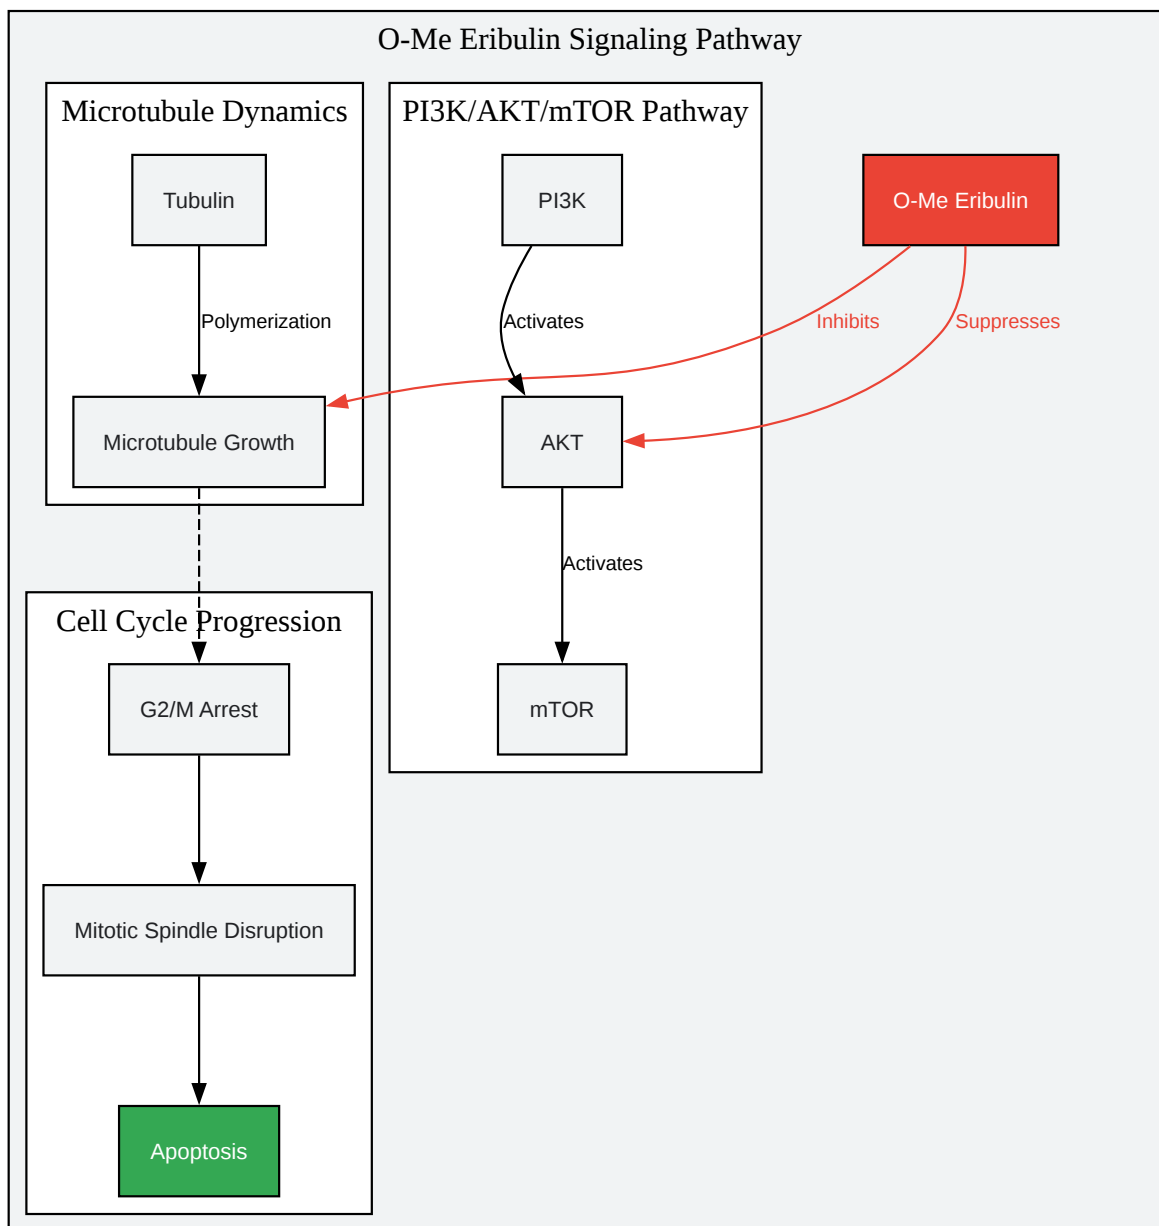 O-Me Eribulin Signaling Pathway
Microtubule Dynamics
PI3K/AKT/mTOR Pathway
Tubulin
PI3K
O-Me Eribulin
Polymerization
Activates
Inhibits
Suppresses
Microtubule Growth
AKT
Activates
Cell Cycle Progression
G2/M Arrest
mTOR
Mitotic Spindle Disruption
Apoptosis